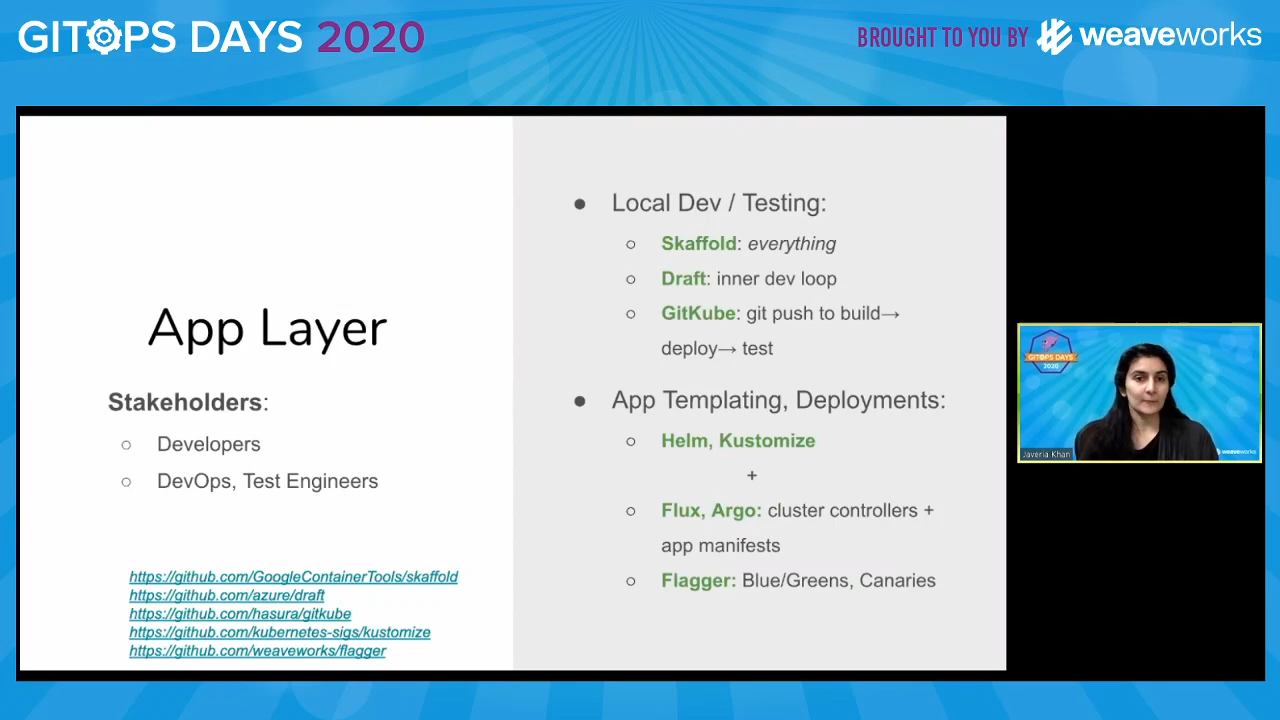 GITOPS DAYS 2020
BROUGHT TO YOU BY weaveworks
App Layer
Stakeholders:
○ Developers
○ DevOps, Test Engineers
https://github.com/GoogleContainerTools/skaffold
https://github.com/azure/draft
https://github.com/hasura/gitkube
https://github.com/kubernetes-sigs/kustomize
https://github.com/weaveworks/flagger
● Local Dev / Testing:
○ Skaffold: everything
○ Draft: inner dev loop
○ GitKube: git push to build→
deploy→ test
● App Templating, Deployments:
○ Helm, Kustomize
+
○ Flux, Argo: cluster controllers +
app manifests
○ Flagger: Blue/Greens, Canaries
GITOPS DAYS
2020
Javeria Khan
weaveworks